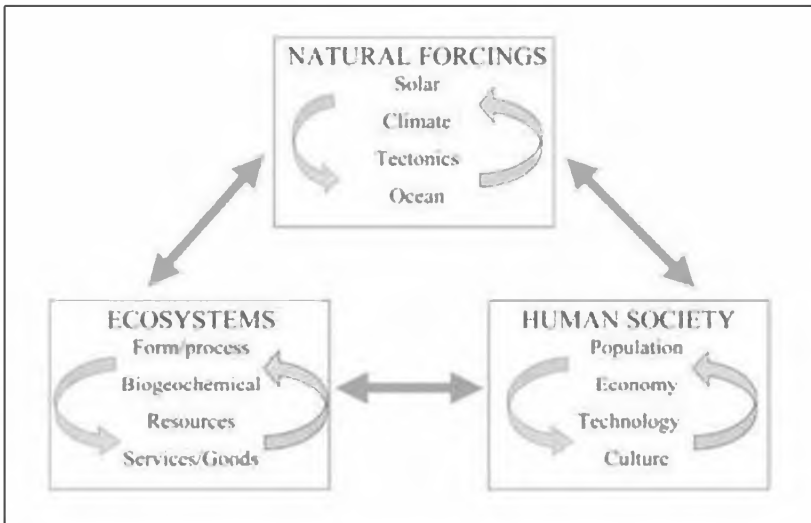 NATURAL FORCINGS
Solar
Climate
Tectonics
Ocean
ECOSYSTEMS
Form/process
Biogeochemical
Resources
Services/Goods
HUMAN SOCIETY
Population
Economy
Technology
Culture